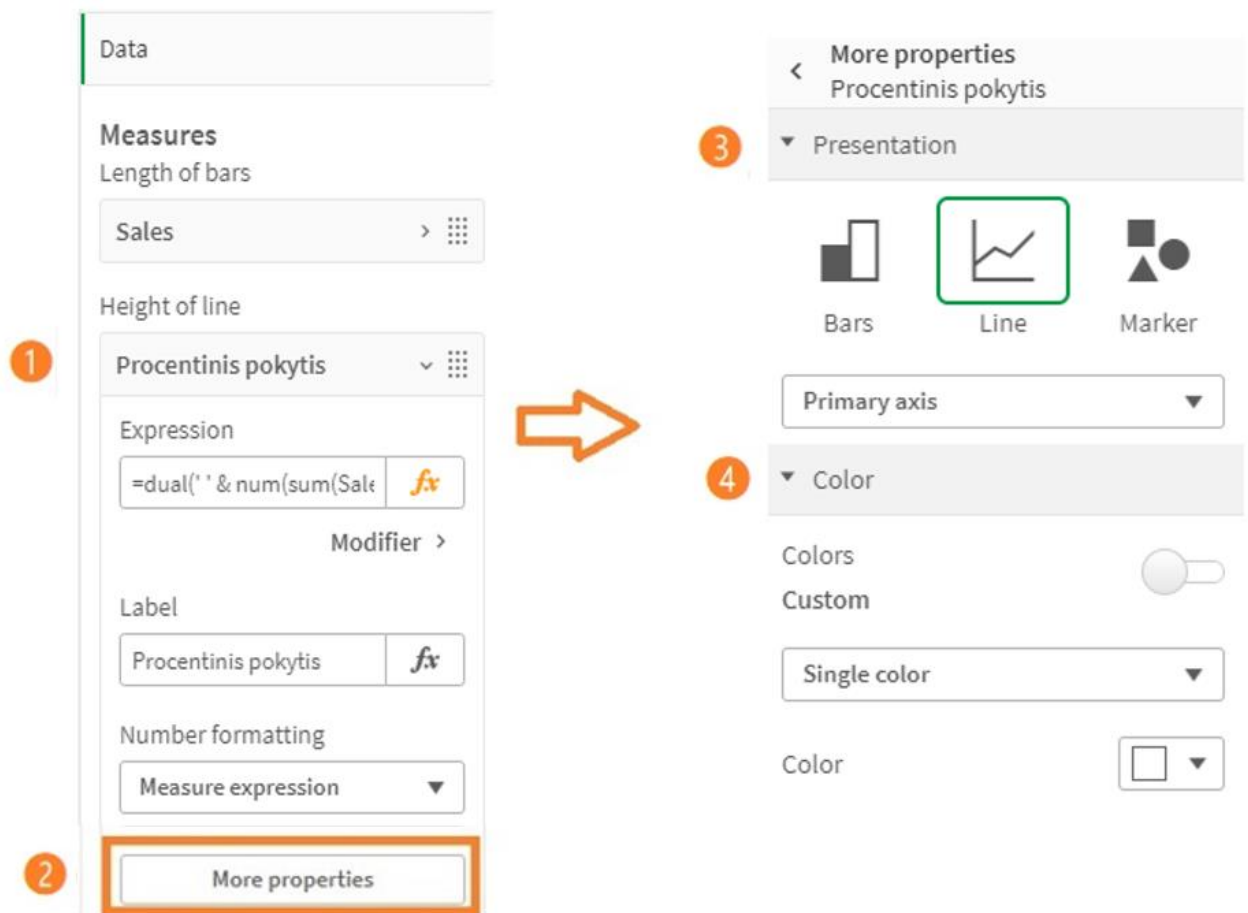 Data
Measures
Length of bars
Sales
Height of line
1
Procentinis pokytis
Expression
=dual(' ' & num(sum(Sale
fx
Modifier >
Label
Procentinis pokytis
fx
Number formatting
Measure expression
2
More properties
More properties
Procentinis pokytis
3
Presentation
Bars
Line
Marker
Primary axis
4
Color
Colors
Custom
Single color
Color